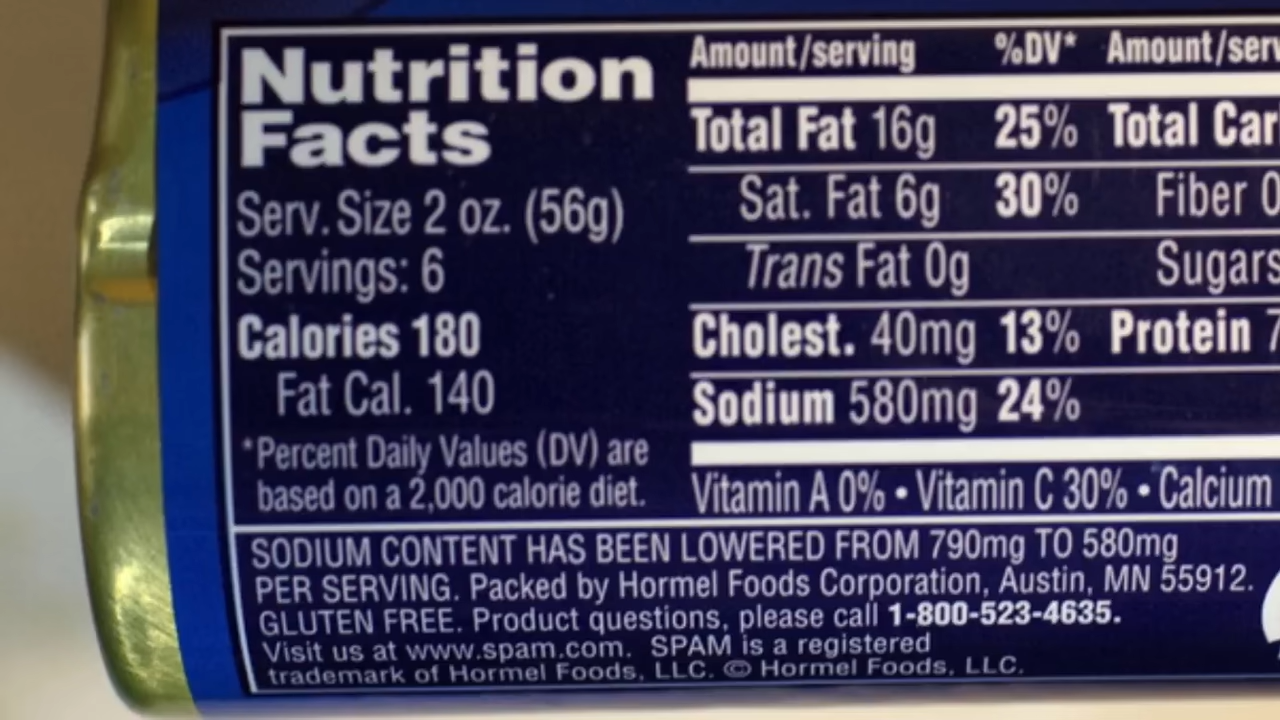 Nutrition
Facts
Serv. Size 2 oz. (56g)
Servings: 6
Calories 180
Fat Cal. 140
*Percent Daily Values (DV) are
based on a 2,000 calorie diet.
Amount/serving %DV* Amount/serv
Total Fat 16g 25% Total Car
Sat. Fat 6g 30% Fiber 0
Trans Fat 0g Sugars
Cholest. 40mg 13% Protein 7
Sodium 580mg 24%
Vitamin A 0% • Vitamin C 30% • Calcium
SODIUM CONTENT HAS BEEN LOWERED FROM 790mg TO 580mg
PER SERVING. Packed by Hormel Foods Corporation, Austin, MN 55912.
GLUTEN FREE. Product questions, please call 1-800-523-4635.
Visit us at www.spam.com. SPAM is a registered
trademark of Hormel Foods, LLC. © Hormel Foods, LLC.